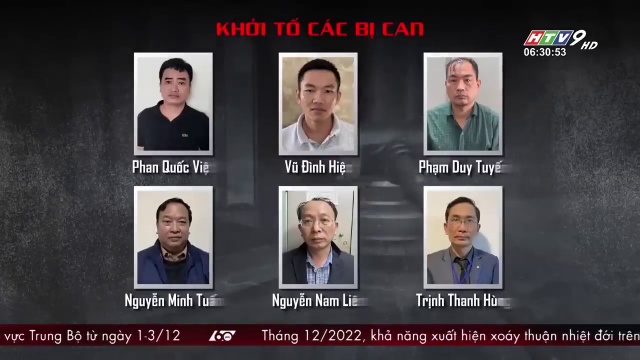 KHỞI TỐ CÁC BỊ CAN
HTV9 HD
06:30:53
Phan Quốc Việ
Vũ Đình Hiệ
Phạm Duy Tuyế
Nguyễn Minh Tuấ
Nguyễn Nam Liê
Trịnh Thanh Hùn
vực Trung Bộ từ ngày 1-3/12
Tháng 12/2022, khả năng xuất hiện xoáy thuận nhiệt đới trên